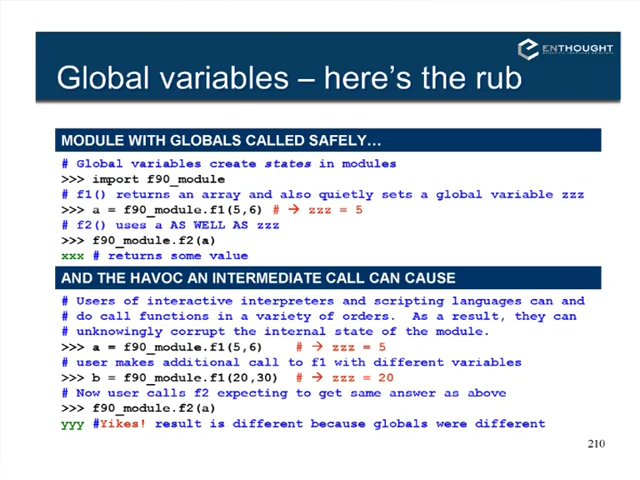 ENTHOUGHT
Global variables – here's the rub
MODULE WITH GLOBALS CALLED SAFELY…
# Global variables create states in modules
>>> import f90_module
# f1() returns an array and also quietly sets a global variable zzz
>>> a = f90_module.f1(5,6) # → zzz = 5
# f2() uses a AS WELL AS zzz
>>> f90_module.f2(a)
xxx # returns some value
AND THE HAVOC AN INTERMEDIATE CALL CAN CAUSE
# Users of interactive interpreters and scripting languages can and
# do call functions in a variety of orders.  As a result, they can
# unknowingly corrupt the internal state of the module.
>>> a = f90_module.f1(5,6)    # → zzz = 5
# user makes additional call to f1 with different variables
>>> b = f90_module.f1(20,30)  # → zzz = 20
# Now user calls f2 expecting to get same answer as above
>>> f90_module.f2(a)
yyy #Yikes! result is different because globals were different
210